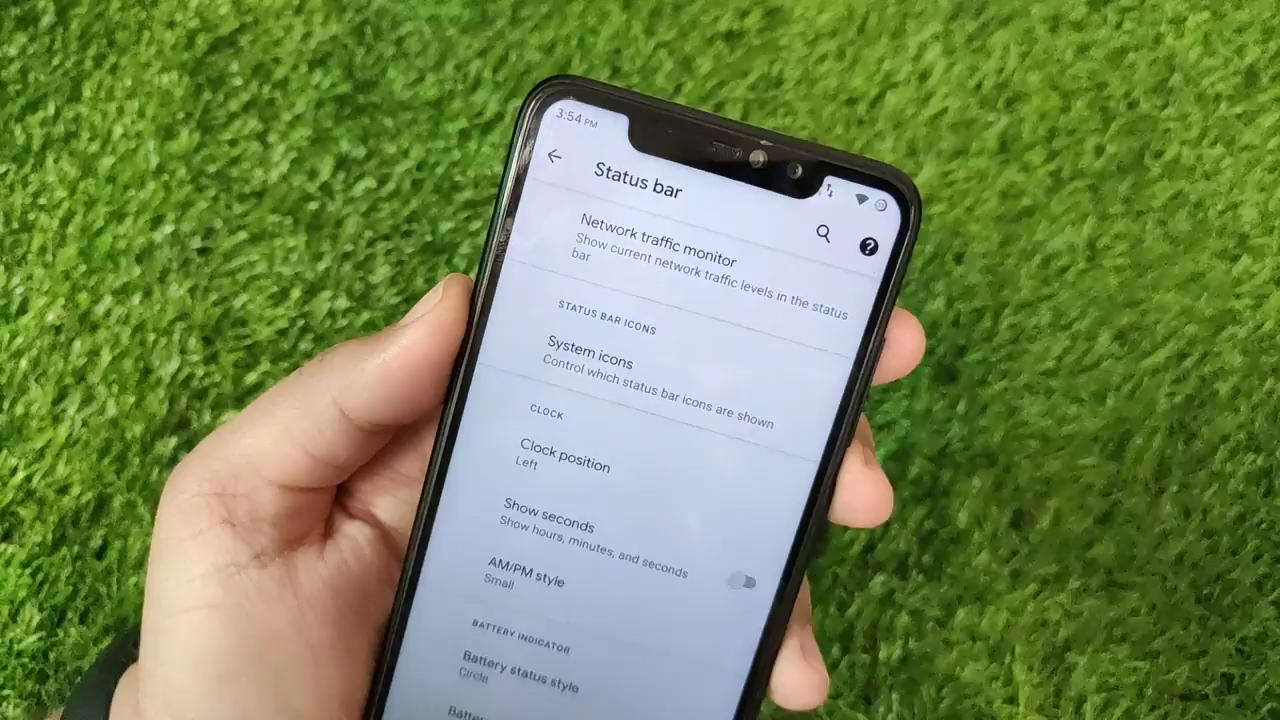 3:54 PM
Status bar
Network traffic monitor
Show current network traffic levels in the status
bar
STATUS BAR ICONS
System icons
Control which status bar icons are shown
CLOCK
Clock position
Left
Show seconds
Show hours, minutes, and seconds
AM/PM style
Small
BATTERY INDICATOR
Battery status style
Circle